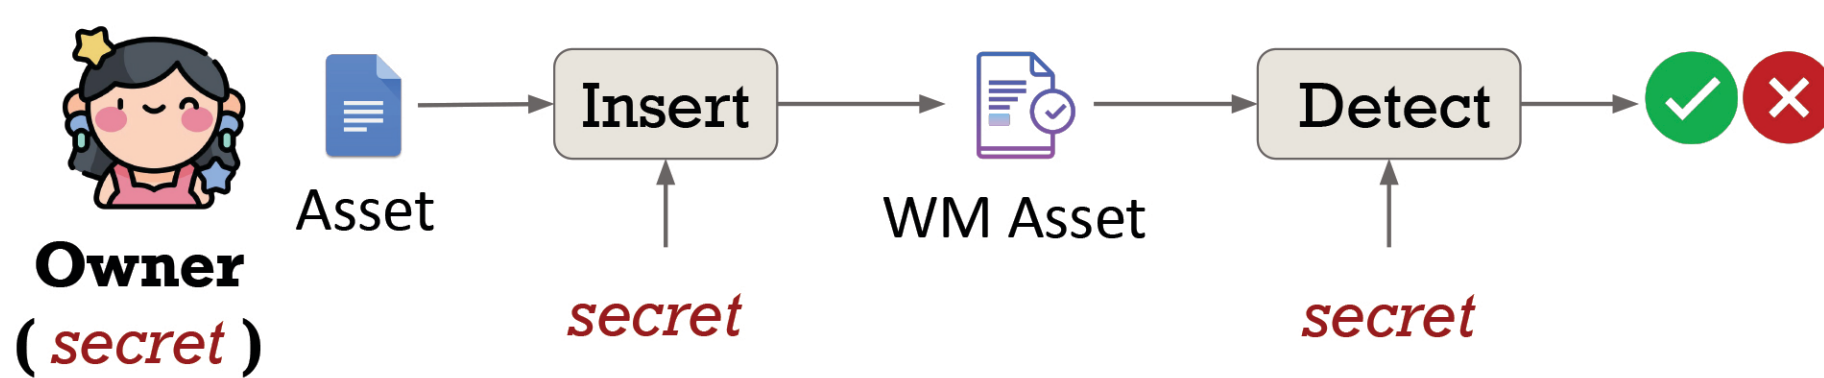 Owner
( secret )
Asset
Insert
secret
WM Asset
Detect
secret